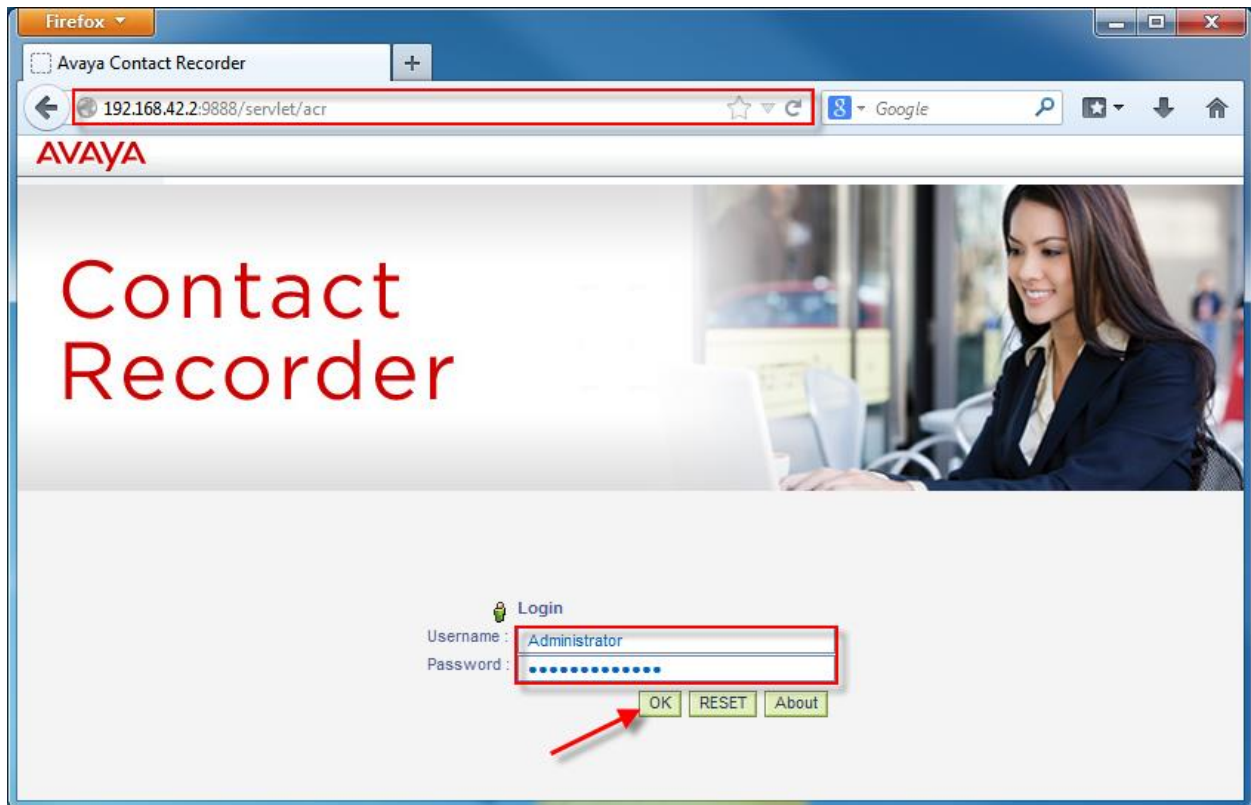 Firefox
Avaya Contact Recorder
192.168.42.2:9888/servlet/acr
8 Google
AVAYA
Contact
Recorder
Login
Username : Administrator
Password : •••••••••••••
OK RESET About